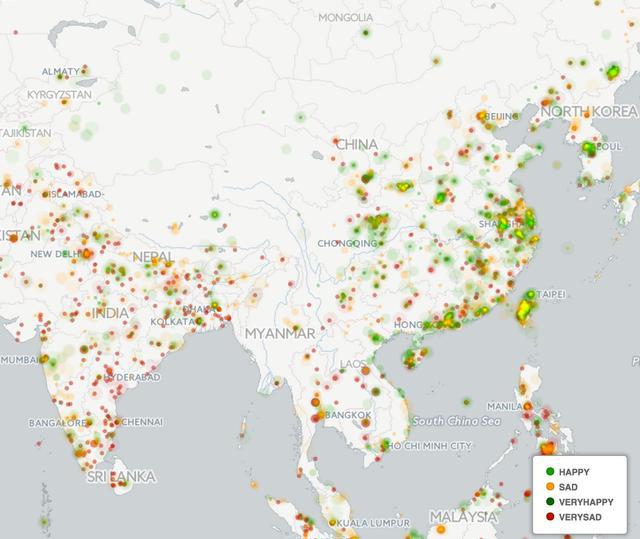 MONGOLIA
ALMATY
KYRGYZSTAN
NORTH KOREA
BEIJING
TAJIKISTAN
CHINA
SEOUL
ISLAMABAD
SHANGHAI
CHONGQING
NEW DELHI
NEPAL
TAIPEI
INDIA
DHAKA
KOLKATA
HONG
MYANMAR
MUMBAI
LAOS
HYDERABAD
MANILA
BANGALORE
CHENNAI
BANGKOK
South China Sea
HO CHI MINH CITY
SRI LANKA
HAPPY
SAD
VERYHAPPY
VERYSAD
KUALA LUMPUR
MALAYSIA